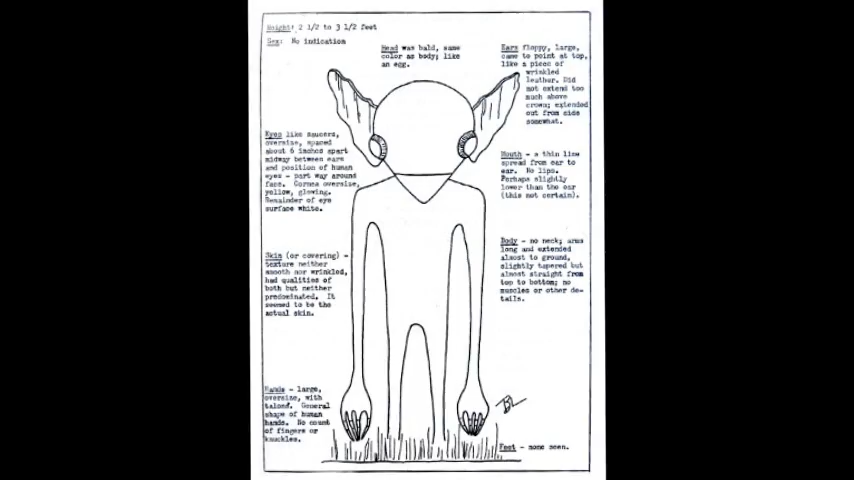 Height: 2 1/2 to 3 1/2 feet
Sex: No indication
Head was bald, same
color as body; like
an egg.
Ears floppy, large,
came to point at top,
like a piece of
wrinkled
leather. Did
not extend too
much above
crown; extended
out from side
somewhat.
Eyes like saucers,
oversize, spaced
about 6 inches apart
midway between ears
and position of human
eyes - part way around
face. Cornea oversize,
yellow, glowing.
Remainder of eye
surface white.
Mouth - a thin line
spread from ear to
ear. No lips.
Perhaps slightly
lower than the ear
(this not certain).
Skin (or covering) -
texture neither
smooth nor wrinkled,
had qualities of
both but neither
predominated. It
seemed to be the
actual skin.
Body - no neck; arms
long and extended
almost to ground,
slightly tapered but
almost straight from
top to bottom; no
muscles or other de-
tails.
Hands - large,
oversize, with
talons. General
shape of human
hands. No count
of fingers or
knuckles.
Feet - none seen.